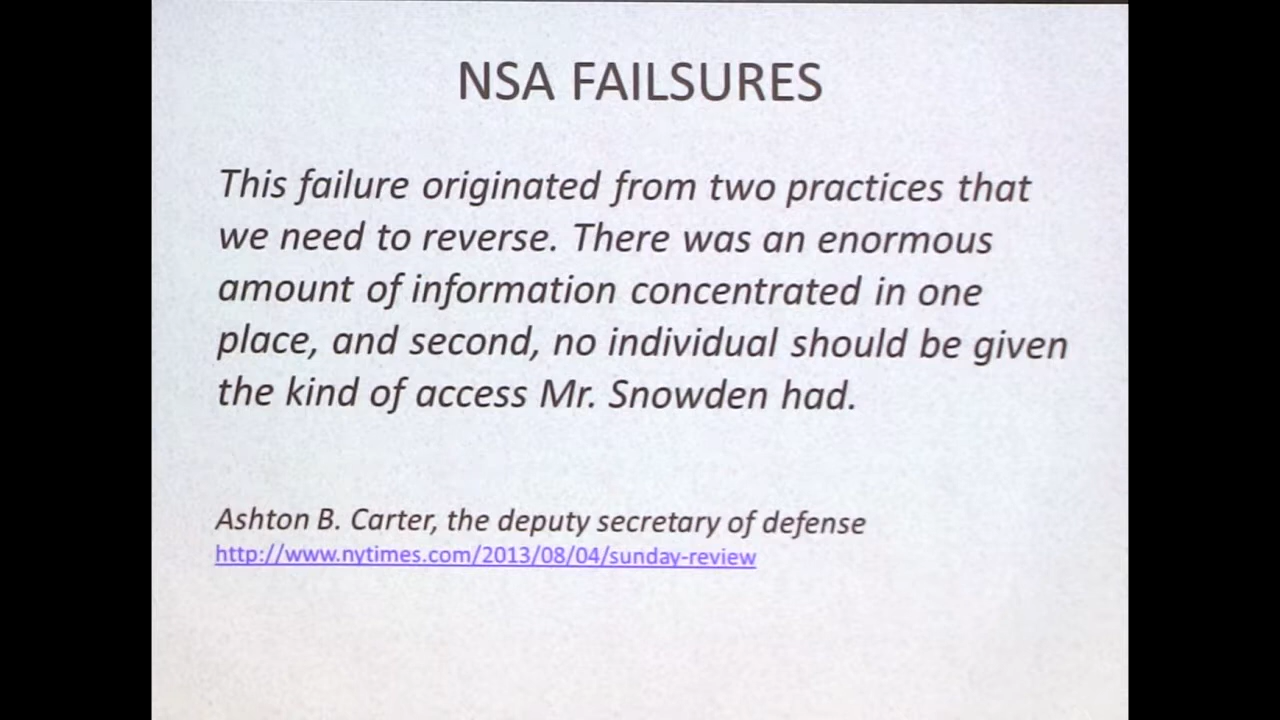 NSA FAILSURES
This failure originated from two practices that
we need to reverse. There was an enormous
amount of information concentrated in one
place, and second, no individual should be given
the kind of access Mr. Snowden had.
Ashton B. Carter, the deputy secretary of defense
http://www.nytimes.com/2013/08/04/sunday-review